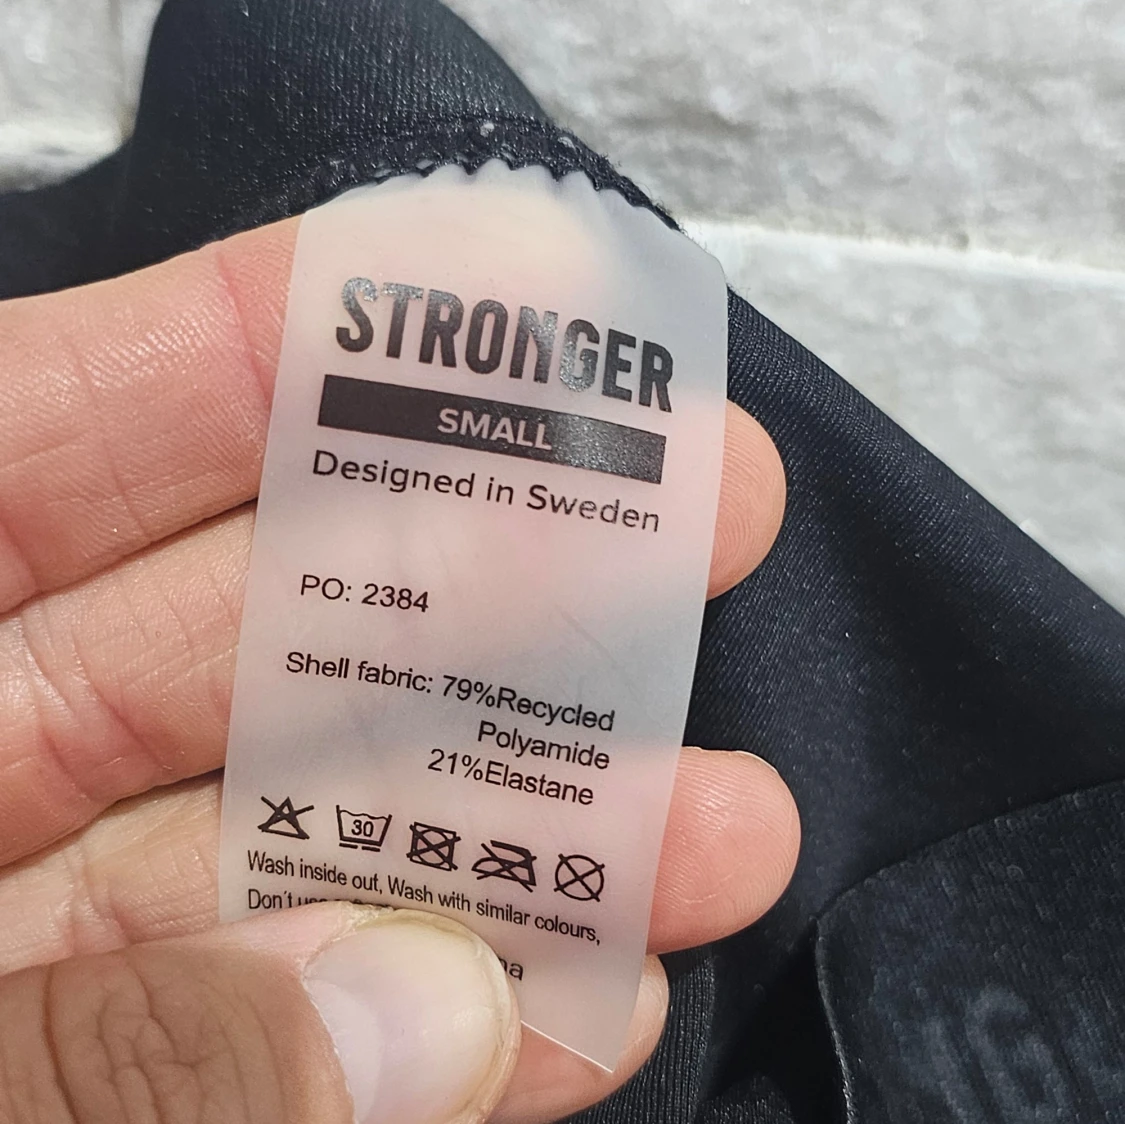 STRONGER
SMALL
Designed in Sweden
PO: 2384
Shell fabric: 79%Recycled
Polyamide
21%Elastane
30
Wash inside out, Wash with similar colours,
Don´t